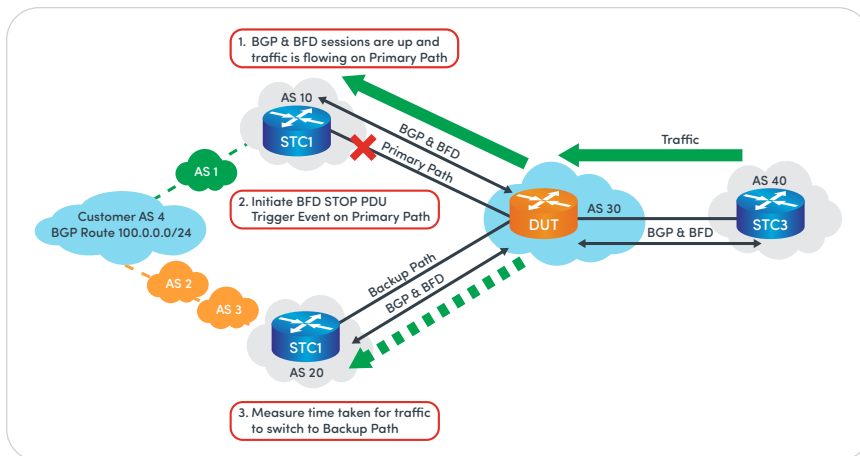 1. BGP & BFD sessions are up and
traffic is flowing on Primary Path
AS 10
STC1
BGP & BFD
Primary Path
Traffic
AS 1
AS 40
STC3
2. Initiate BFD STOP PDU
Trigger Event on Primary Path
Customer AS 4
BGP Route 100.0.0.0/24
AS 30
DUT
BGP & BFD
AS 2
AS 3
Backup Path
BGP & BFD
STC1
AS 20
3. Measure time taken for traffic
to switch to Backup Path